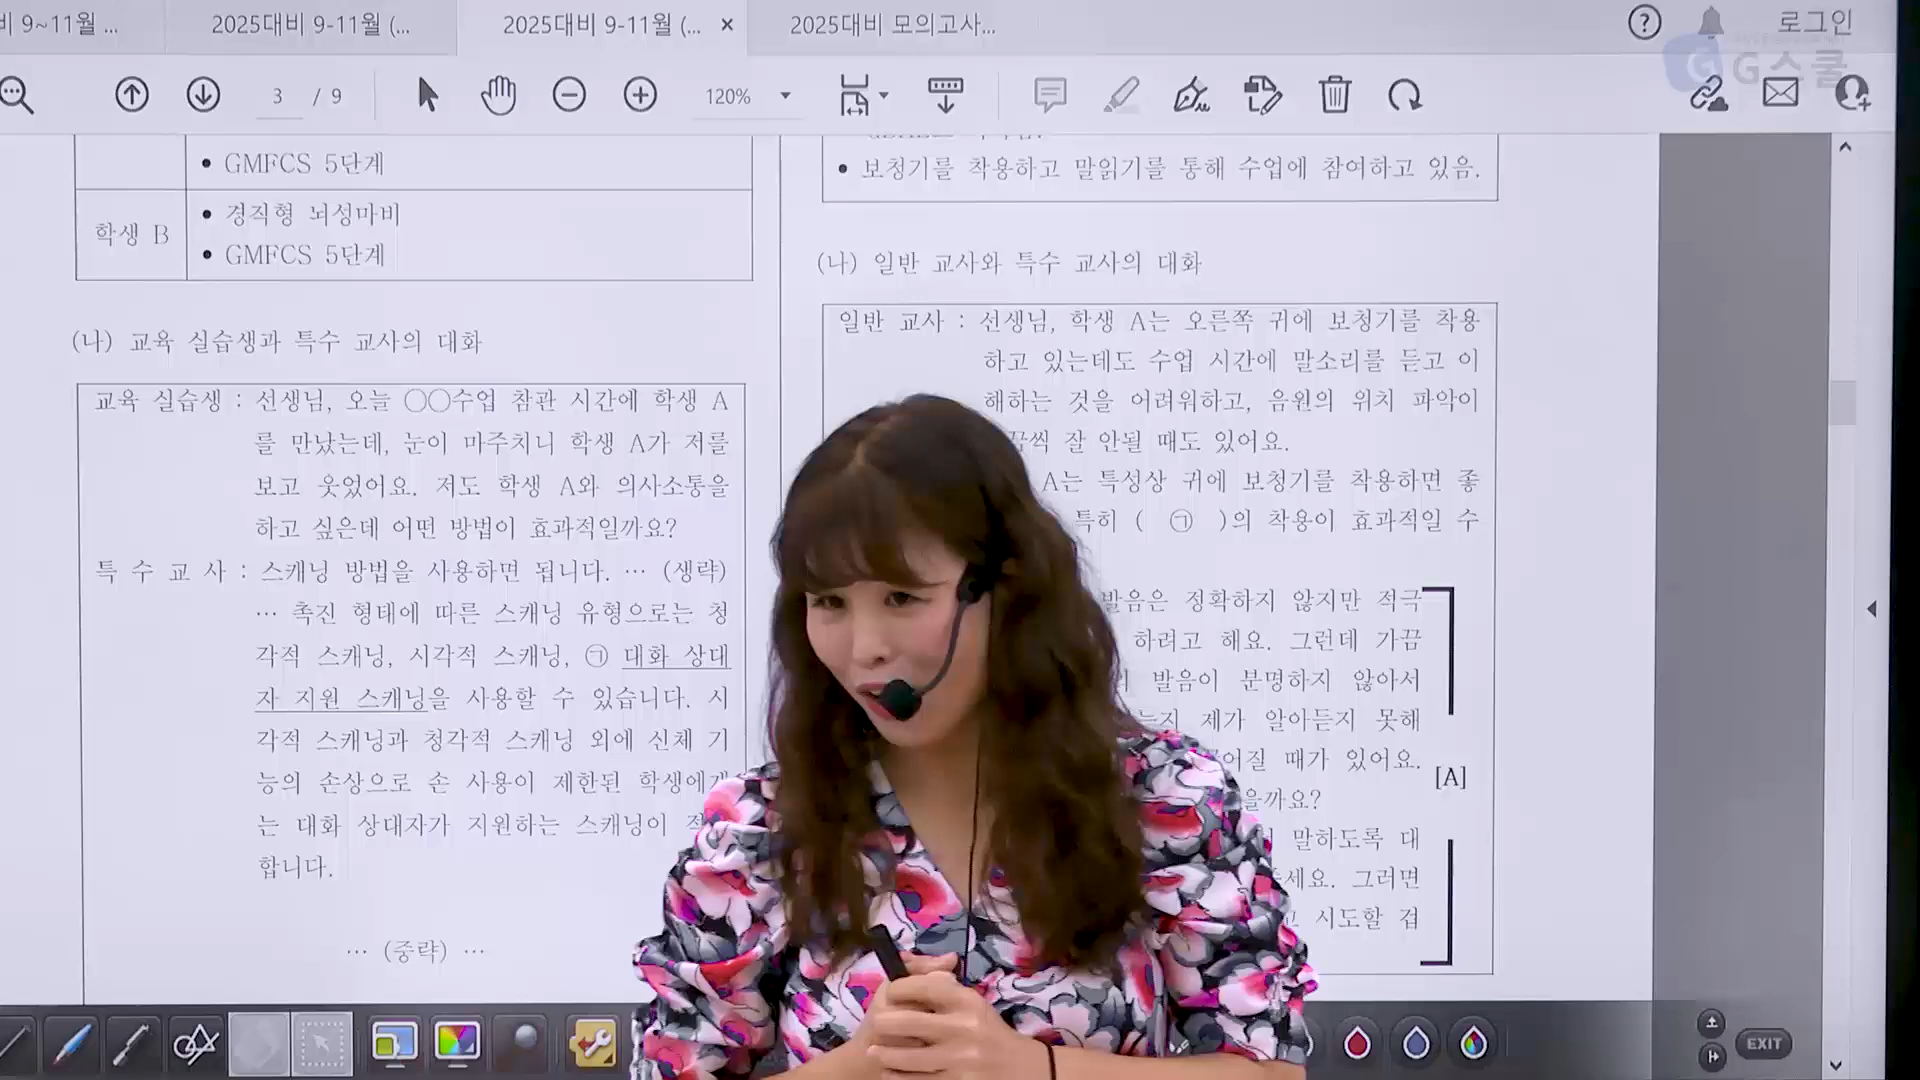 비 9~11월 ...
2025대비 9-11월 (...
2025대비 9-11월 (... ×
2025대비 모의고사...
로그인
G스쿨
3 / 9
120%
• GMFCS 5단계
학생 B
• 경직형 뇌성마비
• GMFCS 5단계
(나) 교육 실습생과 특수 교사의 대화
교육 실습생 : 선생님, 오늘 ○○수업 참관 시간에 학생 A
를 만났는데, 눈이 마주치니 학생 A가 저를
보고 웃었어요. 저도 학생 A와 의사소통을
하고 싶은데 어떤 방법이 효과적일까요?
특 수 교 사 : 스캐닝 방법을 사용하면 됩니다. … (생략)
… 촉진 형태에 따른 스캐닝 유형으로는 청
각적 스캐닝, 시각적 스캐닝, ㉠ 대화 상대
자 지원 스캐닝을 사용할 수 있습니다. 시
각적 스캐닝과 청각적 스캐닝 외에 신체 기
능의 손상으로 손 사용이 제한된 학생에게
는 대화 상대자가 지원하는 스캐닝이
합니다.
… (중략) …
• 보청기를 착용하고 말읽기를 통해 수업에 참여하고 있음.
(나) 일반 교사와 특수 교사의 대화
일반 교사 : 선생님, 학생 A는 오른쪽 귀에 보청기를 착용
하고 있는데도 수업 시간에 말소리를 듣고 이
해하는 것을 어려워하고, 음원의 위치 파악이
끔씩 잘 안될 때도 있어요.
A는 특성상 귀에 보청기를 착용하면 좋
특히 ( ㉠ )의 착용이 효과적일 수
발음은 정확하지 않지만 적극
하려고 해요. 그런데 가끔
발음이 분명하지 않아서
는지 제가 알아듣지 못해
어질 때가 있어요.
[A]
을까요?
말하도록 대
세요. 그러면
고 시도할 겁
EXIT